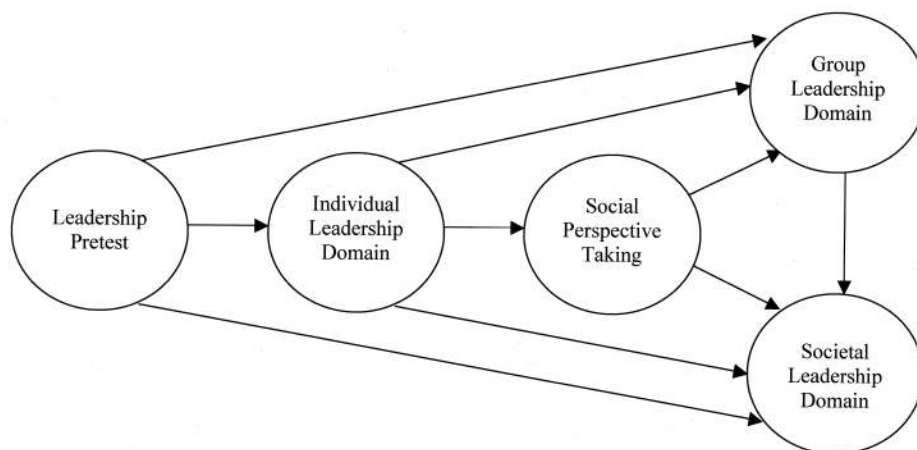 Group
Leadership
Domain
Leadership
Pretest
Individual
Leadership
Domain
Social
Perspective
Taking
Societal
Leadership
Domain